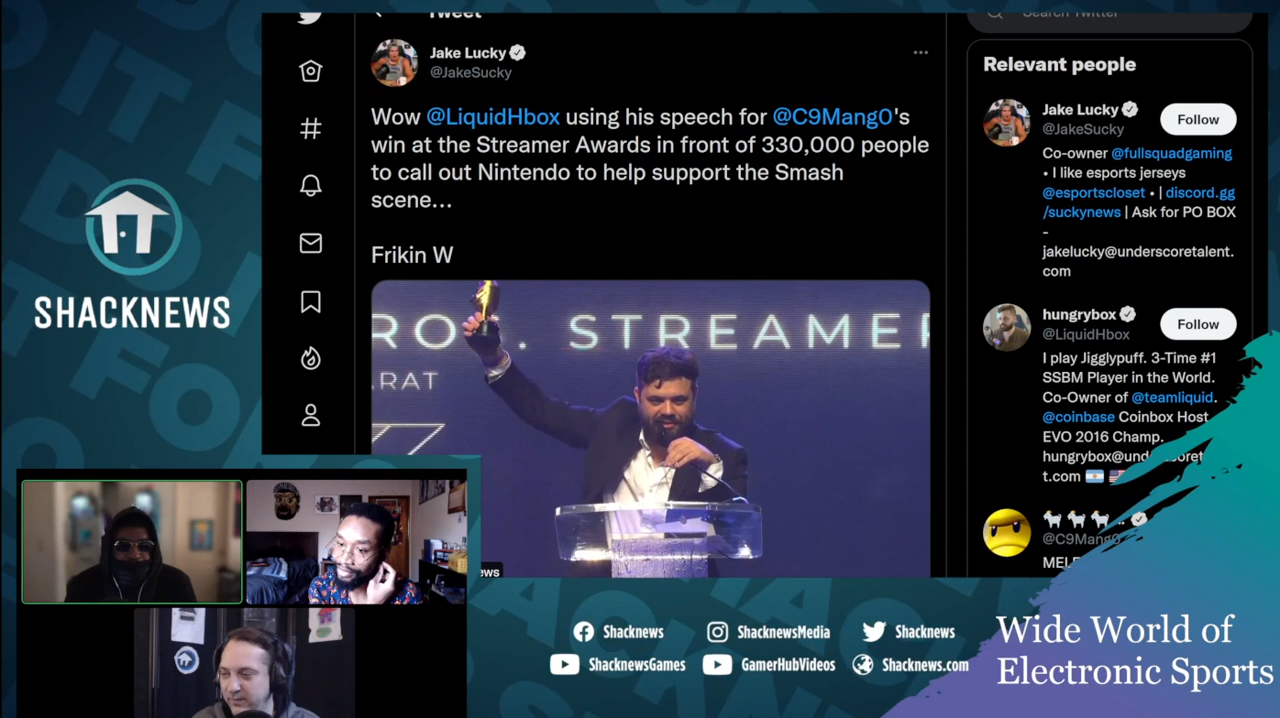 Tweet
Search Twitter
Jake Lucky
@JakeSucky
Wow @LiquidHbox using his speech for @C9Mang0's
win at the Streamer Awards in front of 330,000 people
to call out Nintendo to help support the Smash
scene...
Frikin W
STREAMER
Relevant people
Jake Lucky
@JakeSucky
Follow
Co-owner @fullsquadgaming
• I like esports jerseys
@esportscloset • | discord.gg
/suckynews | Ask for PO BOX
-
jakelucky@underscoretalent.
com
hungrybox
@LiquidHbox
Follow
I play Jigglypuff. 3-Time #1
SSBM Player in the World.
Co-Owner of @teamliquid.
@coinbase Coinbox Host
EVO 2016 Champ.
t.com
@C9Mang0
SHACKNEWS
Shacknews
ShacknewsMedia
Shacknews
ShacknewsGames
GamerHubVideos
Shacknews.com
Wide World of
Electronic Sports